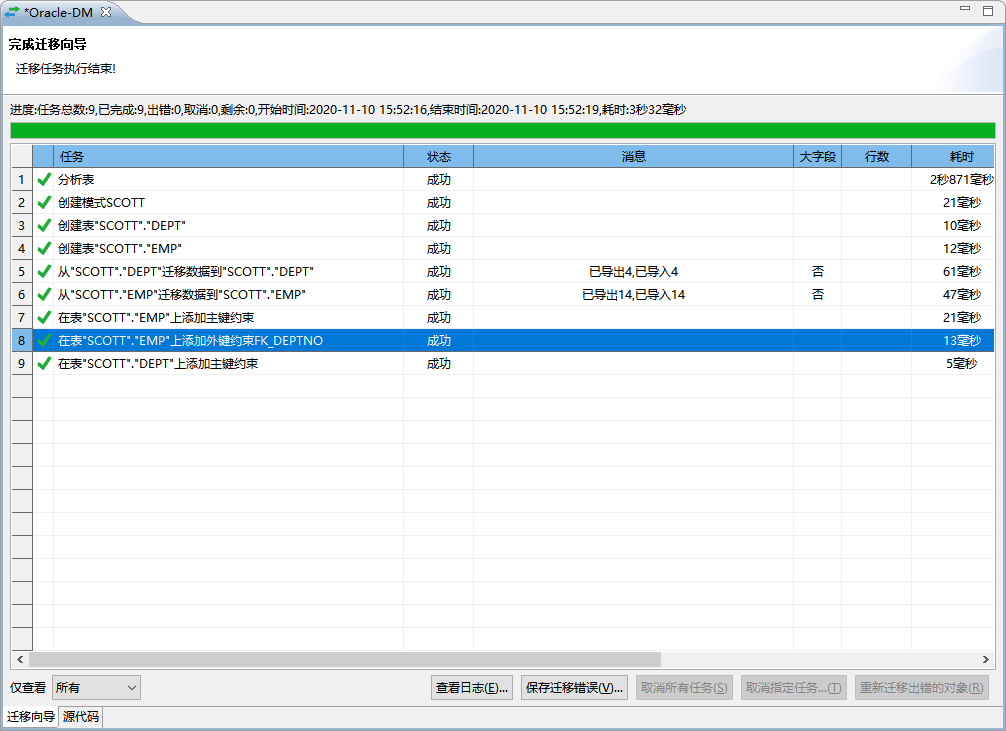 *Oracle-DM
完成迁移向导
迁移任务执行结束!
进度:任务总数:9,已完成:9,出错:0,取消:0,剩余:0,开始时间:2020-11-10 15:52:16,结束时间:2020-11-10 15:52:19,耗时:3秒32毫秒
任务 状态 消息 大字段 行数 耗时
1 分析表 成功 2秒871毫秒
2 创建模式SCOTT 成功 21毫秒
3 创建表"SCOTT"."DEPT" 成功 10毫秒
4 创建表"SCOTT"."EMP" 成功 12毫秒
5 从"SCOTT"."DEPT"迁移数据到"SCOTT"."DEPT" 成功 已导出4,已导入4 否 61毫秒
6 从"SCOTT"."EMP"迁移数据到"SCOTT"."EMP" 成功 已导出14,已导入14 否 47毫秒
7 在表"SCOTT"."EMP"上添加主键约束 成功 21毫秒
8 在表"SCOTT"."EMP"上添加外键约束FK_DEPTNO 成功 13毫秒
9 在表"SCOTT"."DEPT"上添加主键约束 成功 5毫秒
仅查看 所有 查看日志(E)... 保存迁移错误(V)... 取消所有任务(S) 取消指定任务...(T) 重新迁移出错的对象(R)
迁移向导 源代码